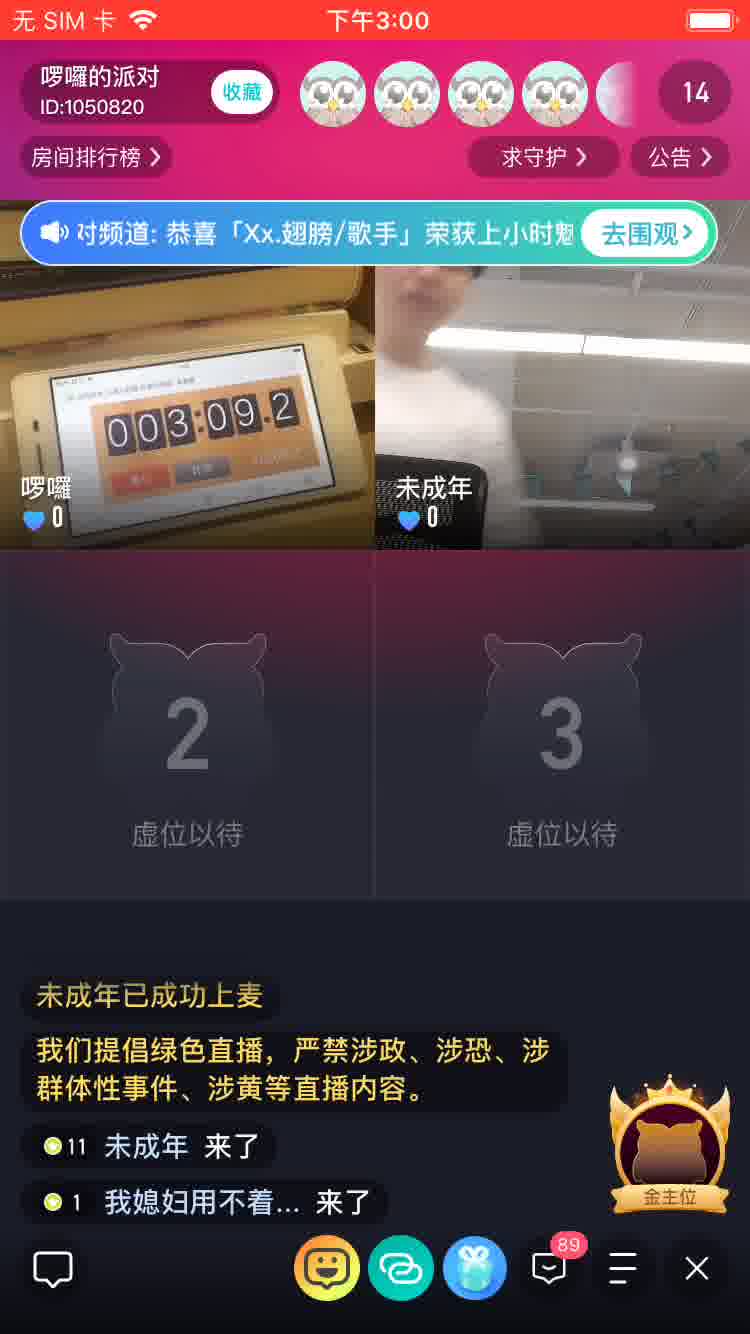 无 SIM 卡
下午3:00
啰囉的派对
ID:1050820
收藏
14
房间排行榜
求守护
公告
对频道: 恭喜「Xx.翅膀/歌手」荣获上小时魅
去围观
003:09.2
啰囉
0
未成年
0
2
虚位以待
3
虚位以待
未成年已成功上麦
我们提倡绿色直播，严禁涉政、涉恐、涉
群体性事件、涉黄等直播内容。
11 未成年 来了
1 我媳妇用不着... 来了
金主位
89